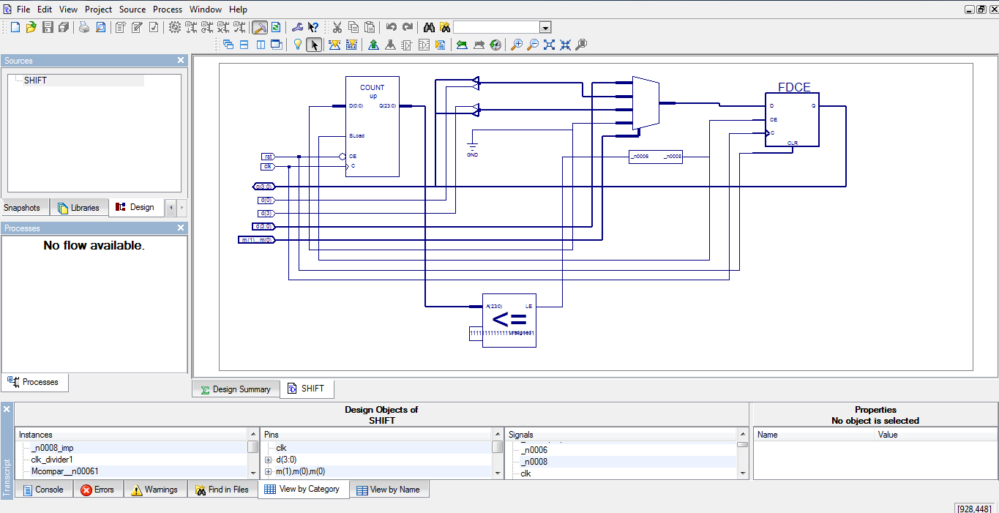 File Edit View Project Source Process Window Help
Sources
SHIFT
Snapshots Libraries Design
Processes
No flow available.
Processes
COUNT
up
D(0:0) Q(23:0)
SLoad
CE
C
rst
clk
q(3:0)
d(0)
d(3)
d(3:0)
m(1)...m(0)
GND
_n0006 _n0008
FDCE
D Q
CE
C
CLR
A(23:0) LE
<=
Design Summary SHIFT
Design Objects of
SHIFT
Instances
_n0008_imp
clk_divider1
Mcompar__n00061
Pins
clk
d(3:0)
m(1),m(0),m(0)
Signals
_n0006
_n0008
clk
Properties
No object is selected
Name Value
Transcript
Console Errors Warnings Find in Files View by Category View by Name
[928,448]